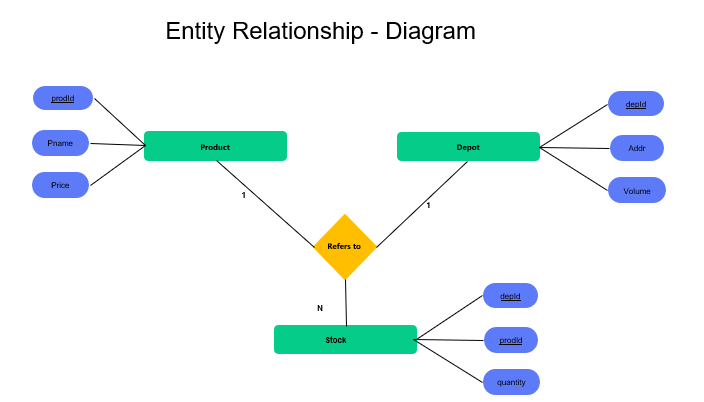 Entity Relationship - Diagram
prodId
Pname
Price
Product
Depot
depId
Addr
Volume
1
1
Refers to
N
Stock
depId
prodId
quantity